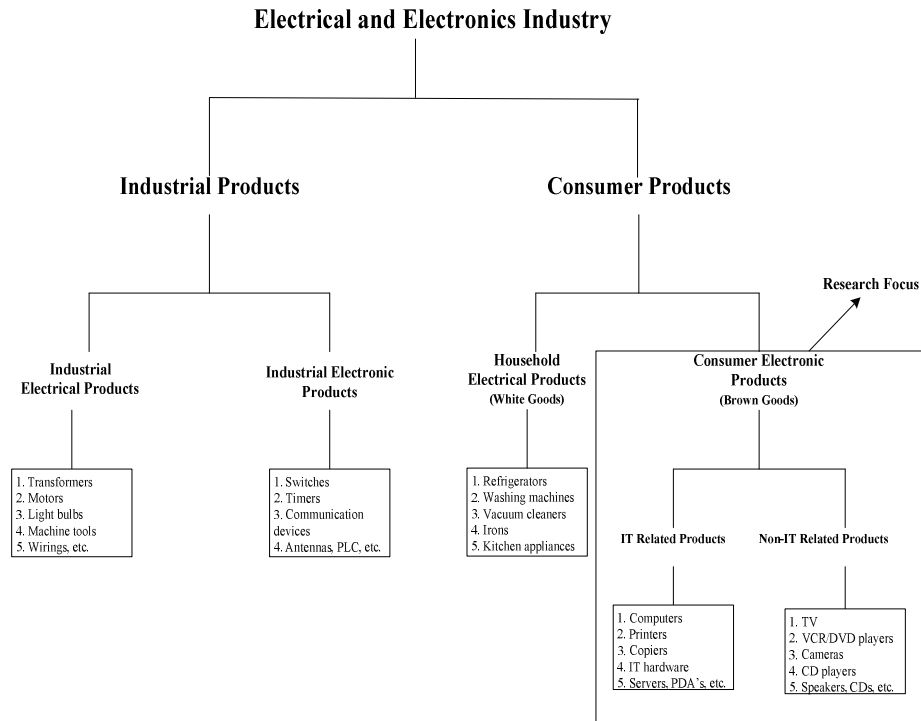 Electrical and Electronics Industry
Industrial Products
Consumer Products
Research Focus
Industrial
Electrical Products
Industrial Electronic
Products
Household
Electrical Products
(White Goods)
Consumer Electronic
Products
(Brown Goods)
1. Transformers
2. Motors
3. Light bulbs
4. Machine tools
5. Wirings, etc.
1. Switches
2. Timers
3. Communication
devices
4. Antennas, PLC, etc.
1. Refrigerators
2. Washing machines
3. Vacuum cleaners
4. Irons
5. Kitchen appliances
IT Related Products
Non-IT Related Products
1. Computers
2. Printers
3. Copiers
4. IT hardware
5. Servers, PDA's, etc.
1. TV
2. VCR/DVD players
3. Cameras
4. CD players
5. Speakers, CDs, etc.